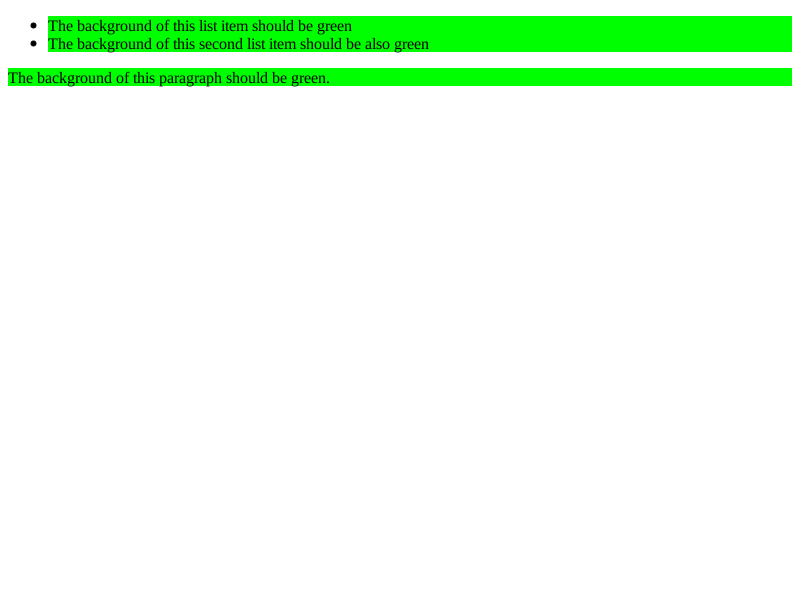 The background of this list item should be green
The background of this second list item should be also green
The background of this paragraph should be green.